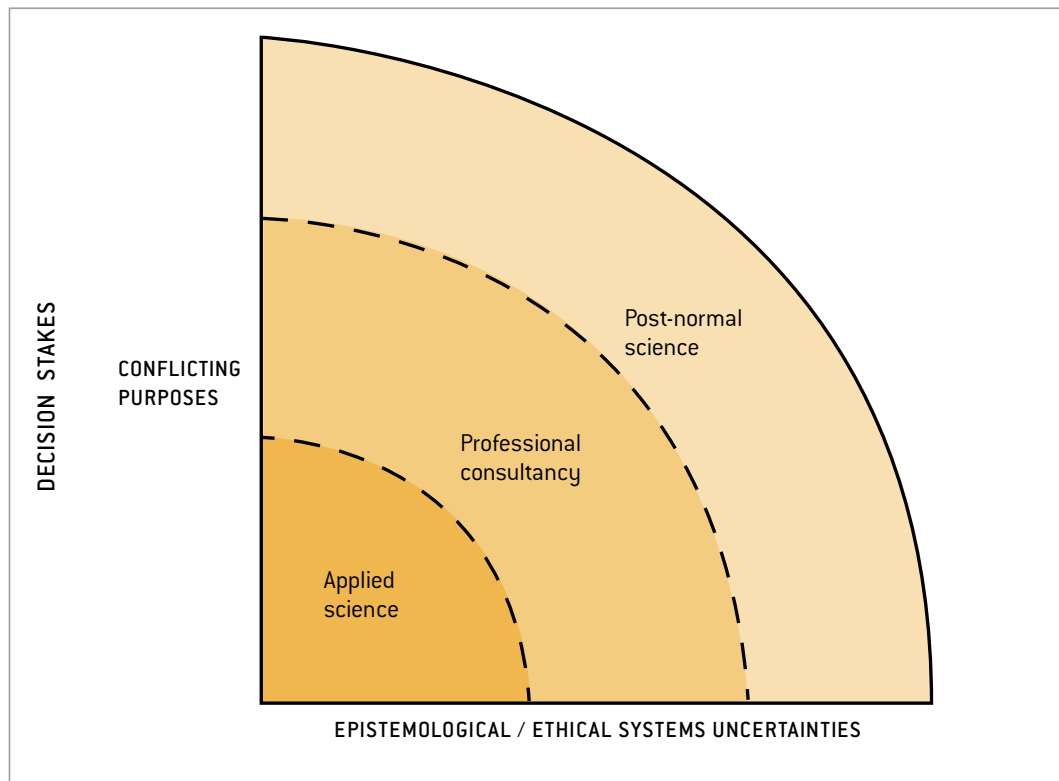 Post-normal
science
DECISION STAKES
CONFLICTING
PURPOSES
Professional
consultancy
Applied
science
EPISTEMOLOGICAL / ETHICAL SYSTEMS UNCERTAINTIES